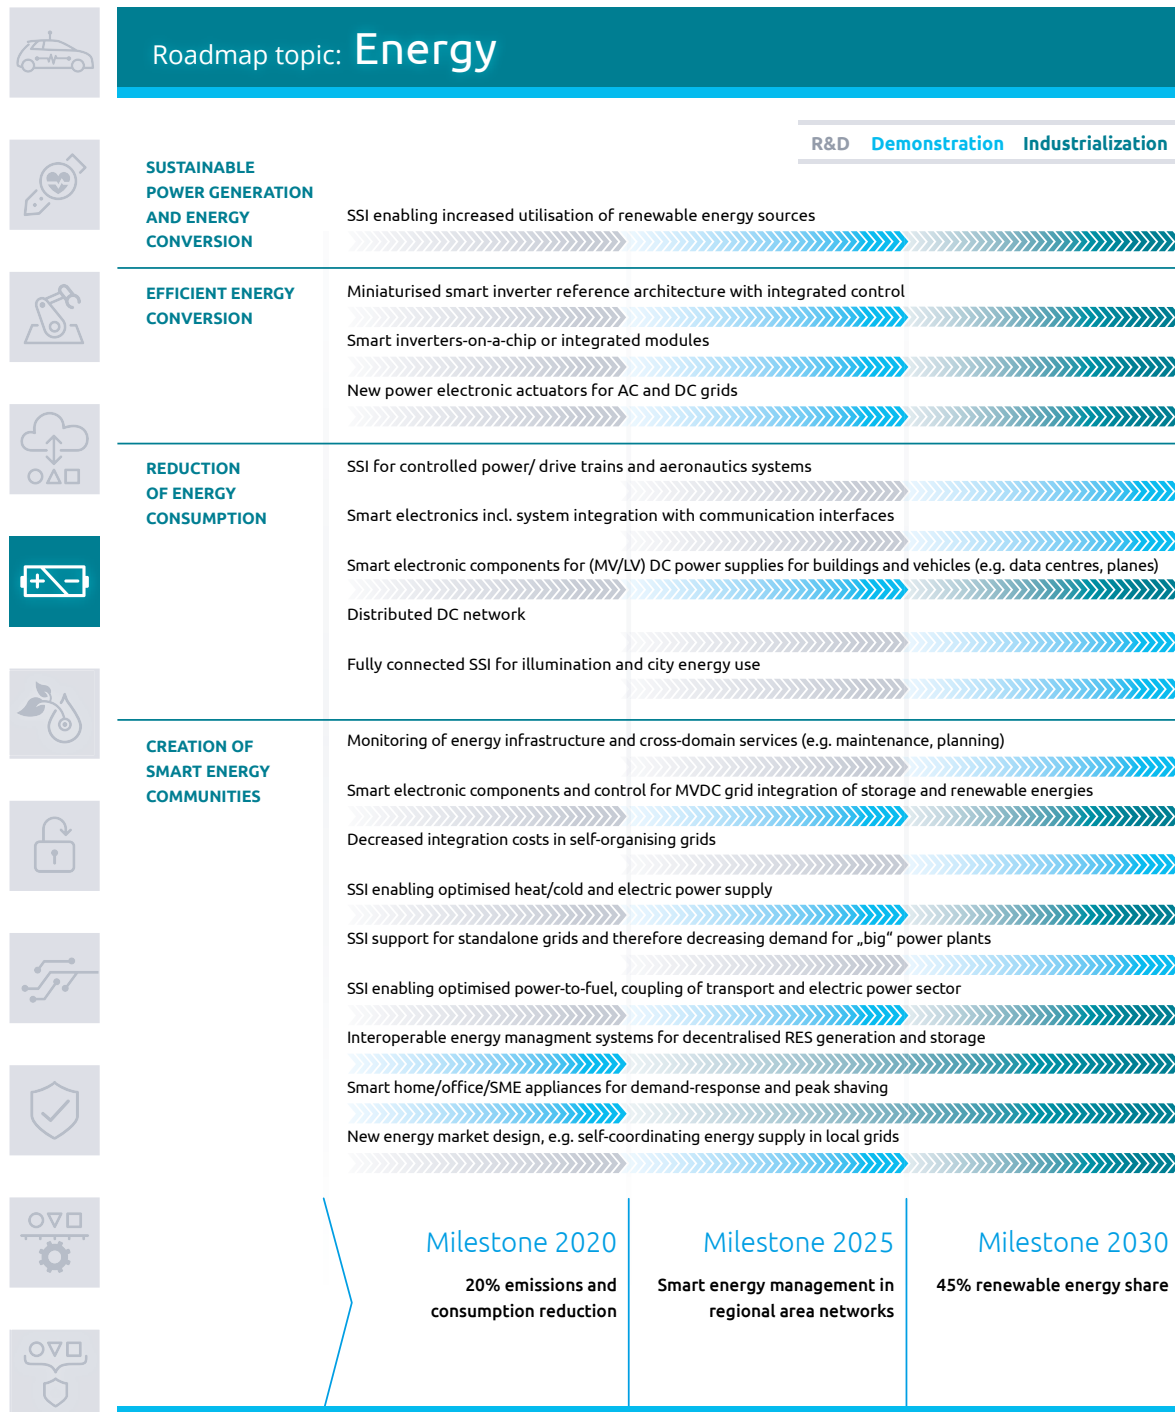 Roadmap topic: Energy
R&D Demonstration Industrialization
SUSTAINABLE
POWER GENERATION
AND ENERGY
CONVERSION
SSI enabling increased utilisation of renewable energy sources
EFFICIENT ENERGY
CONVERSION
Miniaturised smart inverter reference architecture with integrated control
Smart inverters-on-a-chip or integrated modules
New power electronic actuators for AC and DC grids
REDUCTION
OF ENERGY
CONSUMPTION
SSI for controlled power/ drive trains and aeronautics systems
Smart electronics incl. system integration with communication interfaces
Smart electronic components for (MV/LV) DC power supplies for buildings and vehicles (e.g. data centres, planes)
Distributed DC network
Fully connected SSI for illumination and city energy use
CREATION OF
SMART ENERGY
COMMUNITIES
Monitoring of energy infrastructure and cross-domain services (e.g. maintenance, planning)
Smart electronic components and control for MVDC grid integration of storage and renewable energies
Decreased integration costs in self-organising grids
SSI enabling optimised heat/cold and electric power supply
SSI support for standalone grids and therefore decreasing demand for „big“ power plants
SSI enabling optimised power-to-fuel, coupling of transport and electric power sector
Interoperable energy managment systems for decentralised RES generation and storage
Smart home/office/SME appliances for demand-response and peak shaving
New energy market design, e.g. self-coordinating energy supply in local grids
Milestone 2020
20% emissions and
consumption reduction
Milestone 2025
Smart energy management in
regional area networks
Milestone 2030
45% renewable energy share